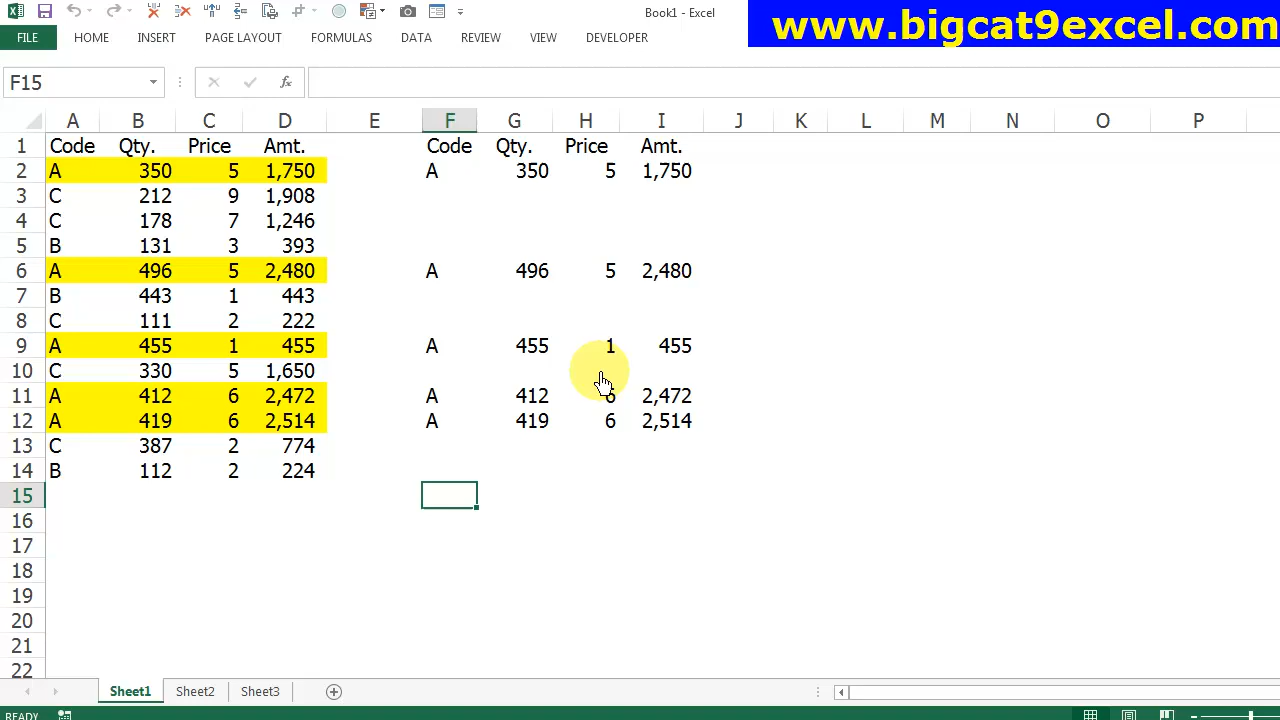 Book1 - Excel
www.bigcat9excel.com
FILE HOME INSERT PAGE LAYOUT FORMULAS DATA REVIEW VIEW DEVELOPER
F15
A B C D E F G H I J K L M N O P
1 Code Qty. Price Amt. Code Qty. Price Amt.
2 A 350 5 1,750 A 350 5 1,750
3 C 212 9 1,908
4 C 178 7 1,246
5 B 131 3 393
6 A 496 5 2,480 A 496 5 2,480
7 B 443 1 443
8 C 111 2 222
9 A 455 1 455 A 455 1 455
10 C 330 5 1,650
11 A 412 6 2,472 A 412 6 2,472
12 A 419 6 2,514 A 419 6 2,514
13 C 387 2 774
14 B 112 2 224
15
16
17
18
19
20
21
22
Sheet1 Sheet2 Sheet3
READY